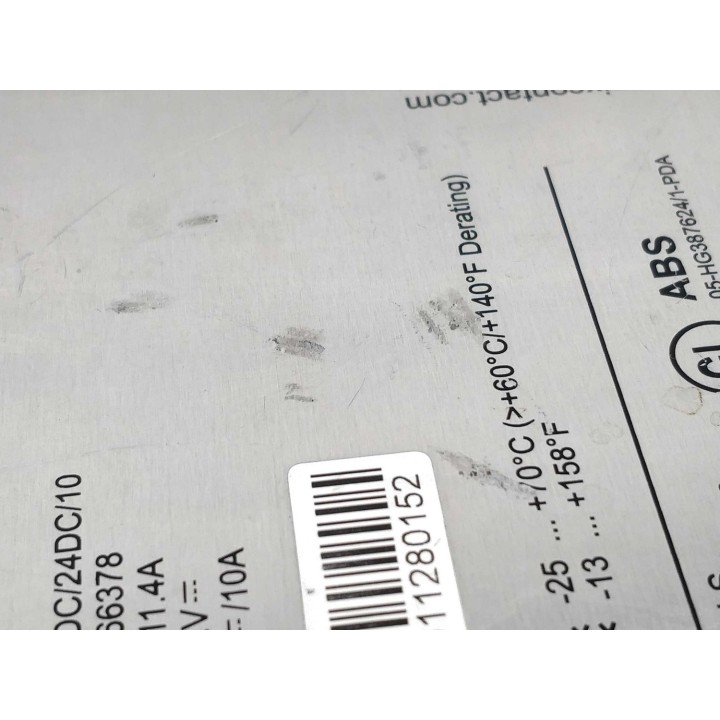 DC/24DC/10
66378
11.4A
V⎓
⎓/10A
11280152
-25 ... +70°C (>+60°C/+140°F Derating)
-13 ... +158°F
contact.com
ABS
05-HG387624/1-PDA